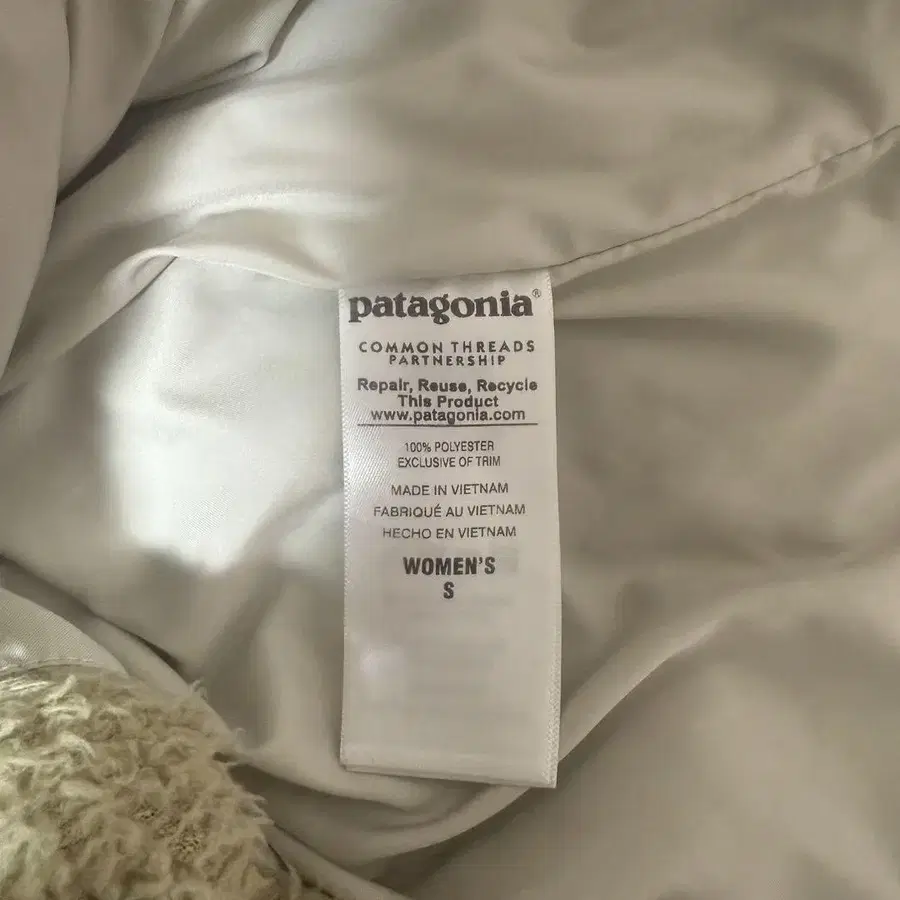 patagonia®
COMMON THREADS
PARTNERSHIP
Repair, Reuse, Recycle
This Product
www.patagonia.com
100% POLYESTER
EXCLUSIVE OF TRIM
MADE IN VIETNAM
FABRIQUÉ AU VIETNAM
HECHO EN VIETNAM
WOMEN'S
S